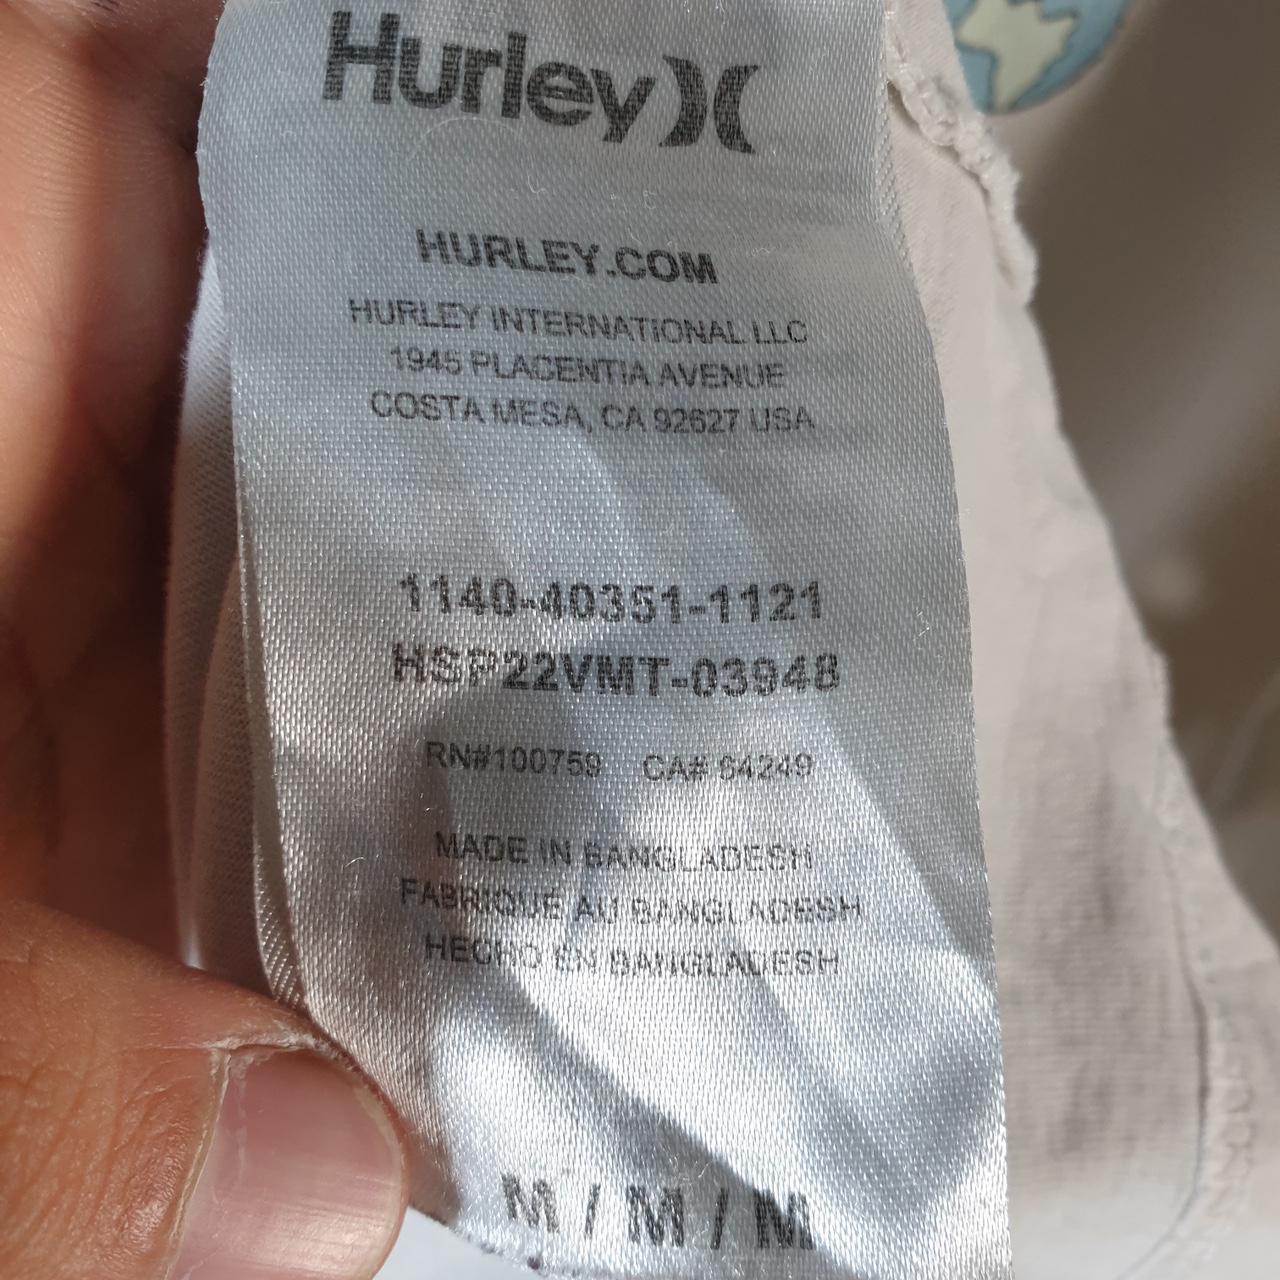 Hurley
HURLEY.COM
HURLEY INTERNATIONAL LLC
1945 PLACENTIA AVENUE
COSTA MESA, CA 92627 USA
1140-40351-1121
HSP22VMT-03948
RN#100759 CA# 64249
MADE IN BANGLADESH
FABRIQUÉ AU BANGLADESH
HECHO EN BANGLADESH
M / M / M